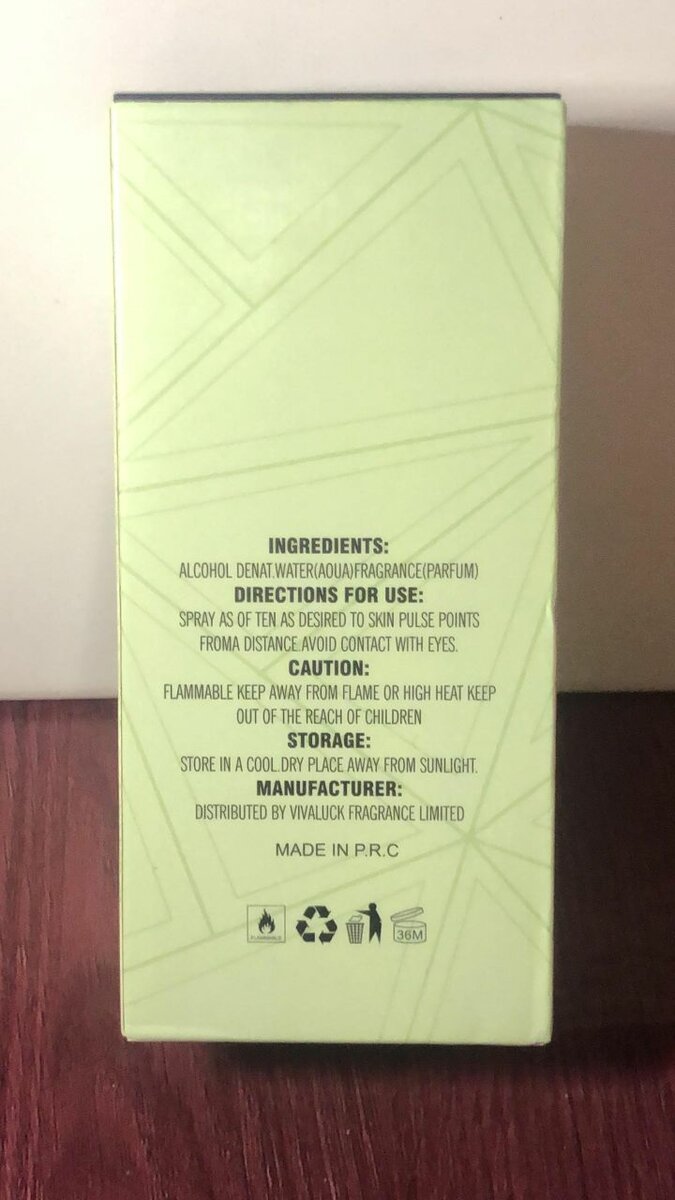 INGREDIENTS:
ALCOHOL DENAT.WATER(AOUA)FRAGRANCE(PARFUM)
DIRECTIONS FOR USE:
SPRAY AS OF TEN AS DESIRED TO SKIN PULSE POINTS
FROMA DISTANCE AVOID CONTACT WITH EYES.
CAUTION:
FLAMMABLE KEEP AWAY FROM FLAME OR HIGH HEAT KEEP
OUT OF THE REACH OF CHILDREN
STORAGE:
STORE IN A COOL.DRY PLACE AWAY FROM SUNLIGHT.
MANUFACTURER:
DISTRIBUTED BY VIVALUCK FRAGRANCE LIMITED
MADE IN P.R.C
FLAMMABLE
36M